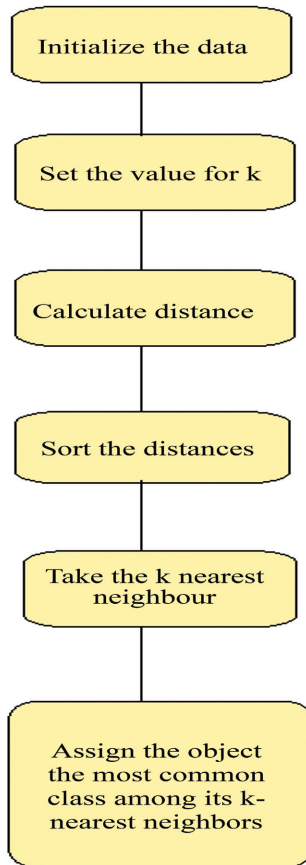 Initialize the data
Set the value for k
Calculate distance
Sort the distances
Take the k nearest
neighbour
Assign the object
the most common
class among its k-
nearest neighbors